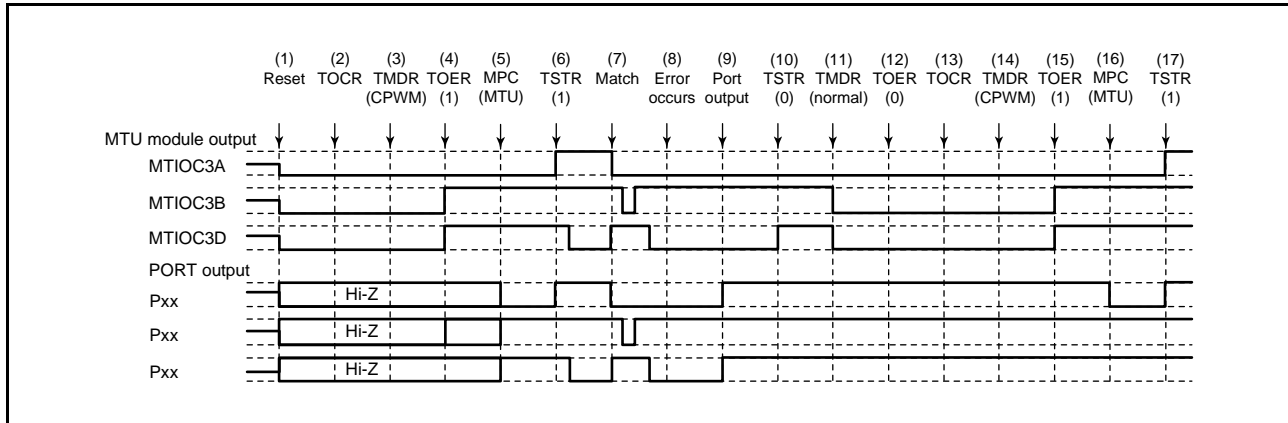 (1) (2) (3) (4) (5) (6) (7) (8) (9) (10) (11) (12) (13) (14) (15) (16) (17)
Reset TOCR TMDR TOER MPC TSTR Match Error Port TSTR TMDR TOER TOCR TMDR TOER MPC TSTR
(CPWM) (1) (MTU) (1) occurs output (0) (normal) (0) (CPWM) (1) (MTU) (1)
MTU module output
MTIOC3A
MTIOC3B
MTIOC3D
PORT output
Pxx Hi-Z
Pxx Hi-Z
Pxx Hi-Z